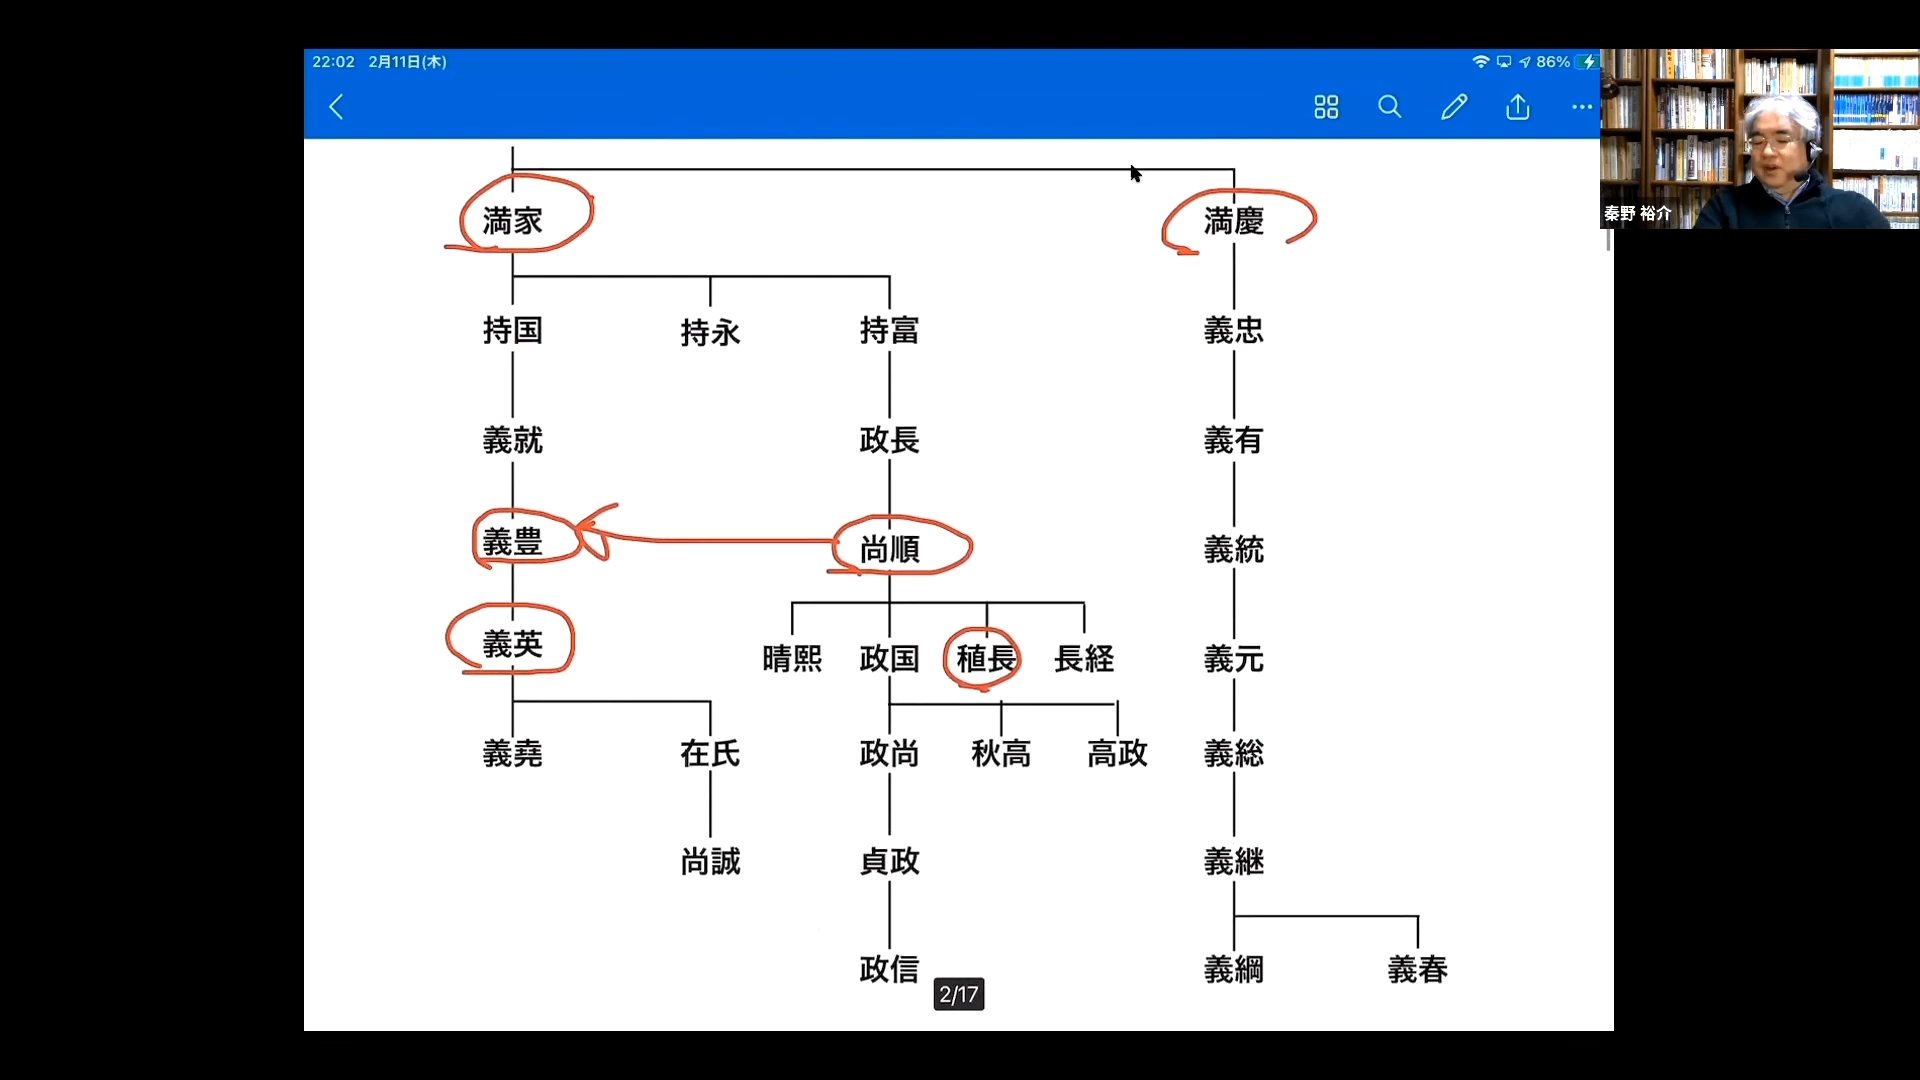 22:02 2月11日(木)
86%
秦野 裕介
満家 満慶
持国 持永 持富 義忠
義就 政長 義有
義豊 尚順 義統
義英 晴熙 政国 稙長 長経 義元
義堯 在氏 政尚 秋高 高政 義総
尚誠 貞政 義継
政信 義綱 義春
2/17